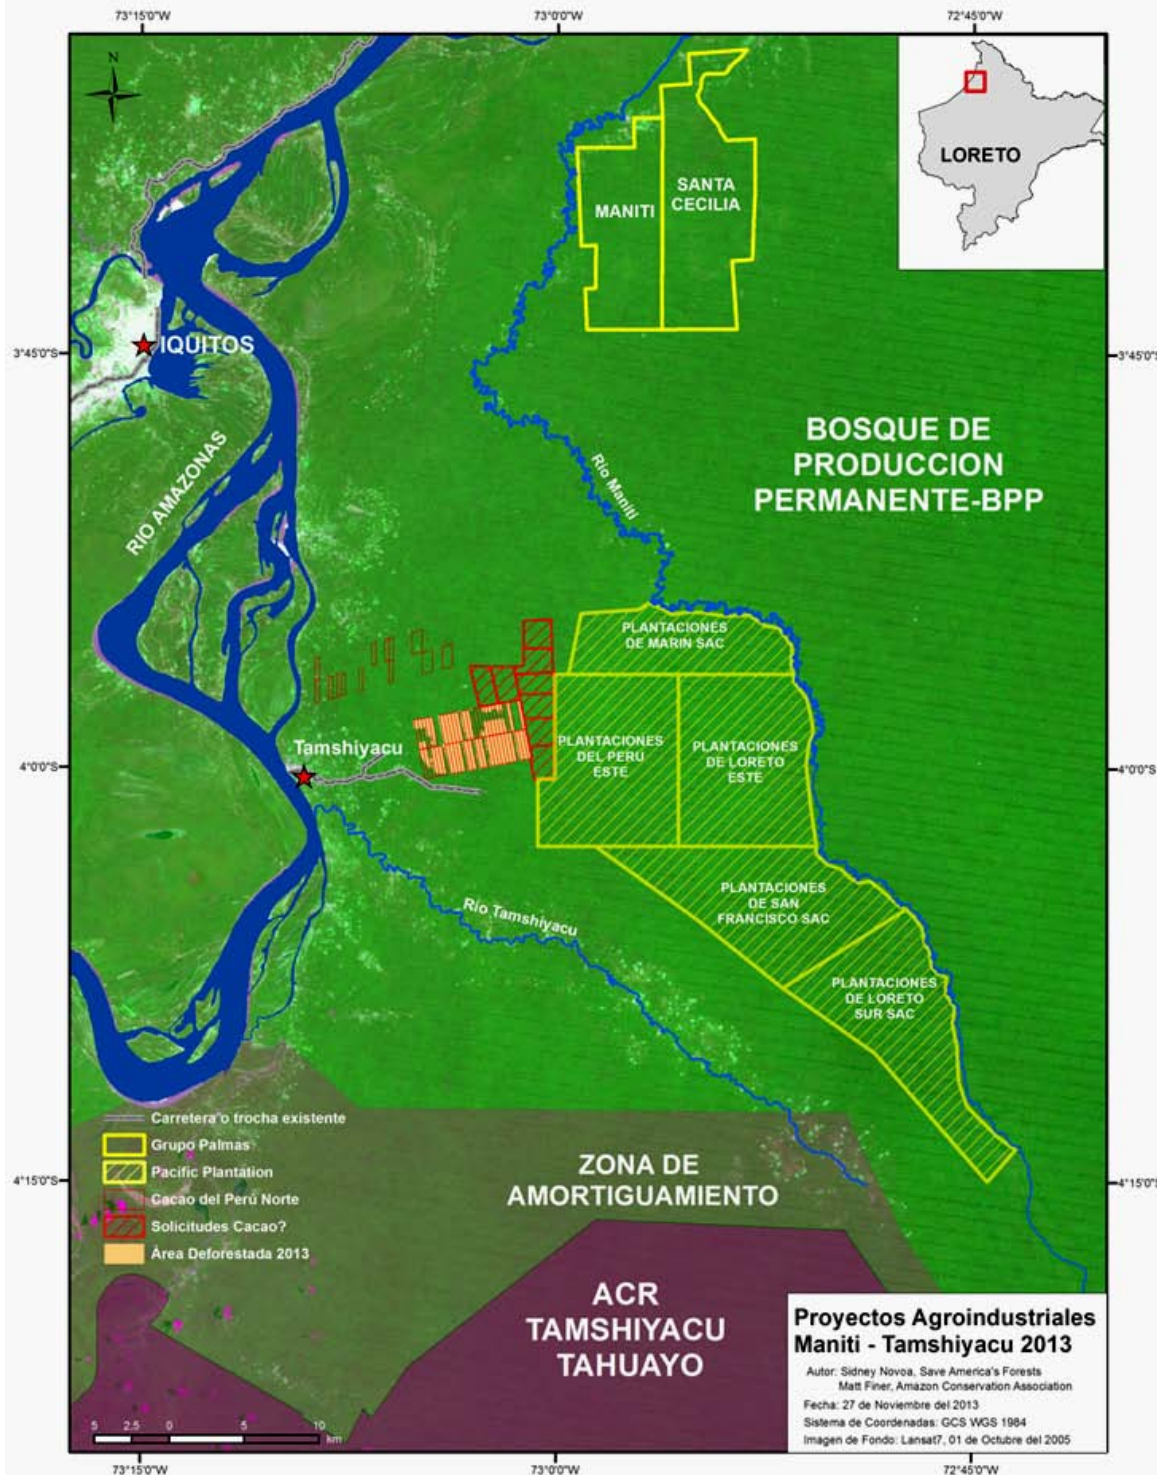 73°15'0"W
73°0'0"W
72°45'0"W
N
LORETO
SANTA
CECILIA
MANITI
3°45'0"S
IQUITOS
3°45'0"S
RIO AMAZONAS
BOSQUE DE
PRODUCCION
PERMANENTE-BPP
Río Maniti
PLANTACIONES
DE MARIN SAC
Tamshiyacu
PLANTACIONES
DEL PERU
ESTE
PLANTACIONES
DE LORETO
ESTE
4°0'0"S
4°0'0"S
PLANTACIONES
DE SAN
FRANCISCO SAC
Río Tamshiyacu
PLANTACIONES
DE LORETO
SUR SAC
Carretera o trocha existente
Grupo Palmas
Pacific Plantation
Cacao del Perú Norte
Solicitudes Cacao?
Área Deforestada 2013
4°15'0"S
4°15'0"S
ZONA DE
AMORTIGUAMIENTO
ACR
TAMSHIYACU
TAHUAYO
Proyectos Agroindustriales
Maniti - Tamshiyacu 2013
Autor: Sidney Novoa, Save America's Forests
Matt Finer, Amazon Conservation Association
Fecha: 27 de Noviembre del 2013
Sistema de Coordenadas: GCS WGS 1984
Imagen de Fondo: Lansat7, 01 de Octubre del 2005
5 2.5 0 5 10
km
73°15'0"W
73°0'0"W
72°45'0"W